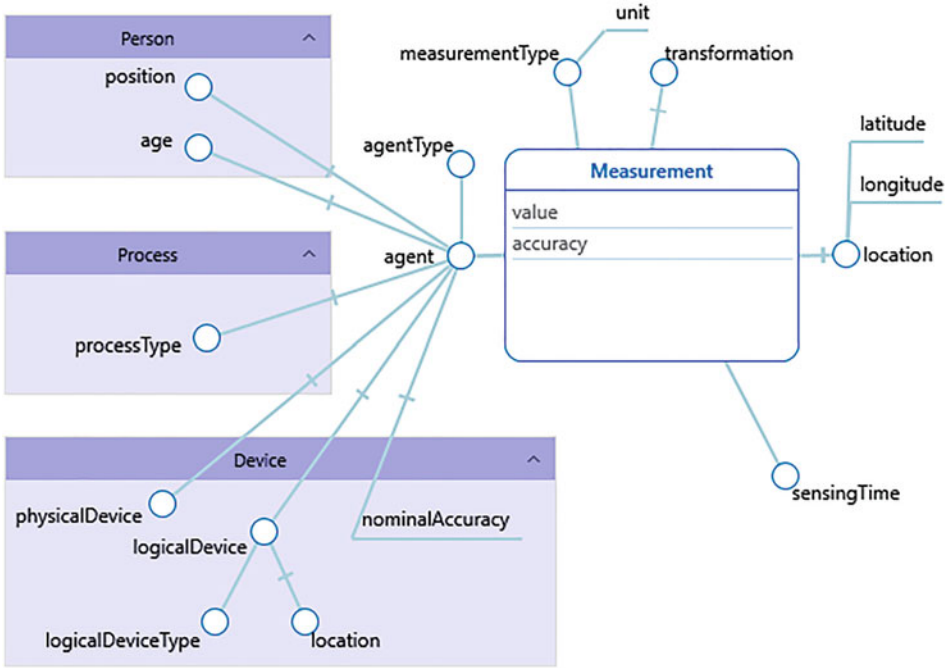 unit
Person
measurementType
transformation
position
latitude
age
agentType
Measurement
longitude
value
accuracy
Process
agent
location
processType
Device
sensingTime
physicalDevice
nominalAccuracy
logicalDevice
logicalDeviceType
location